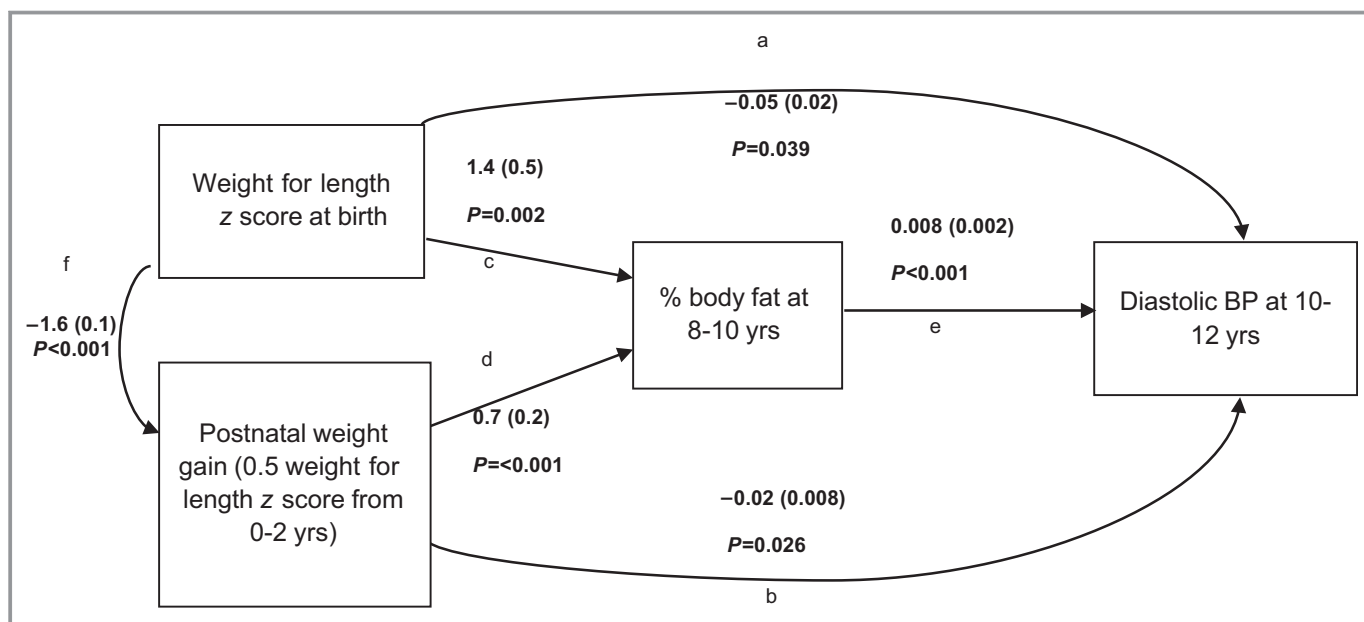 a
−0.05 (0.02)
P=0.039
Weight for length
z score at birth
1.4 (0.5)
P=0.002
c
f
−1.6 (0.1)
P<0.001
% body fat at
8-10 yrs
0.008 (0.002)
P<0.001
e
Diastolic BP at 10-
12 yrs
d
0.7 (0.2)
P=<0.001
Postnatal weight
gain (0.5 weight for
length z score from
0-2 yrs)
−0.02 (0.008)
P=0.026
b